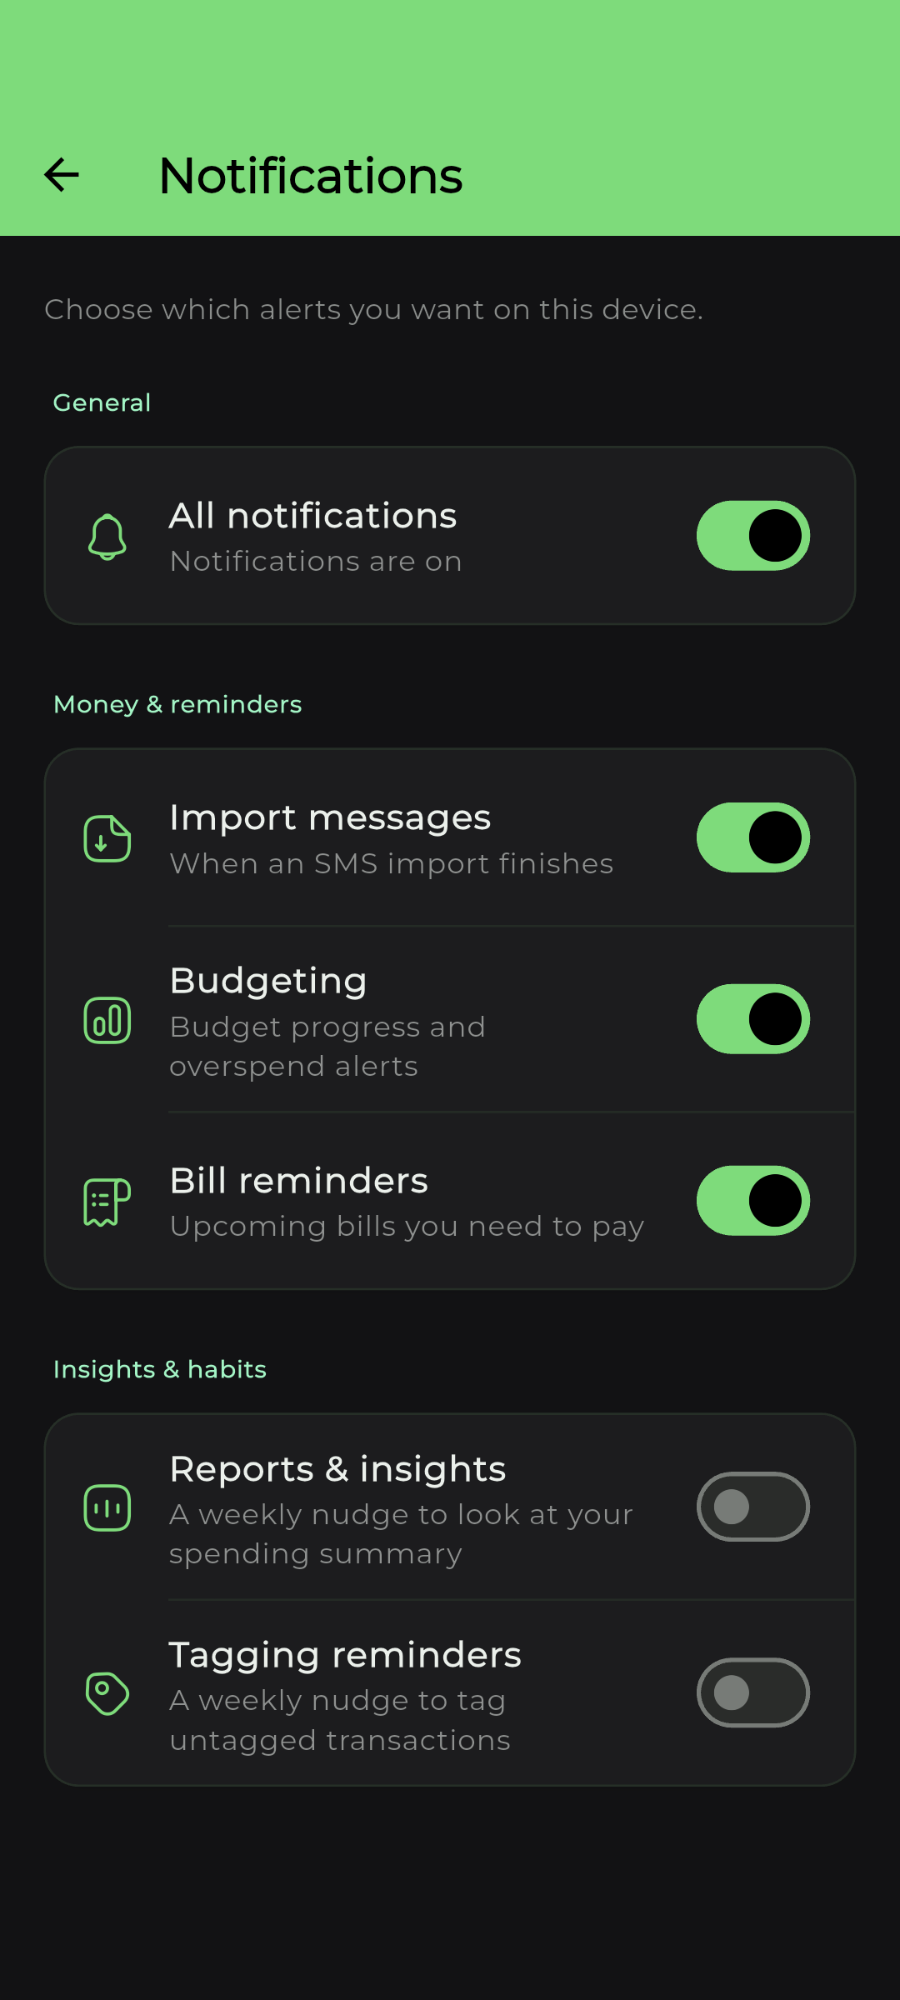 Notifications
Choose which alerts you want on this device.
General
All notifications
Notifications are on
Money & reminders
Import messages
When an SMS import finishes
Budgeting
Budget progress and
overspend alerts
Bill reminders
Upcoming bills you need to pay
Insights & habits
Reports & insights
A weekly nudge to look at your
spending summary
Tagging reminders
A weekly nudge to tag
untagged transactions